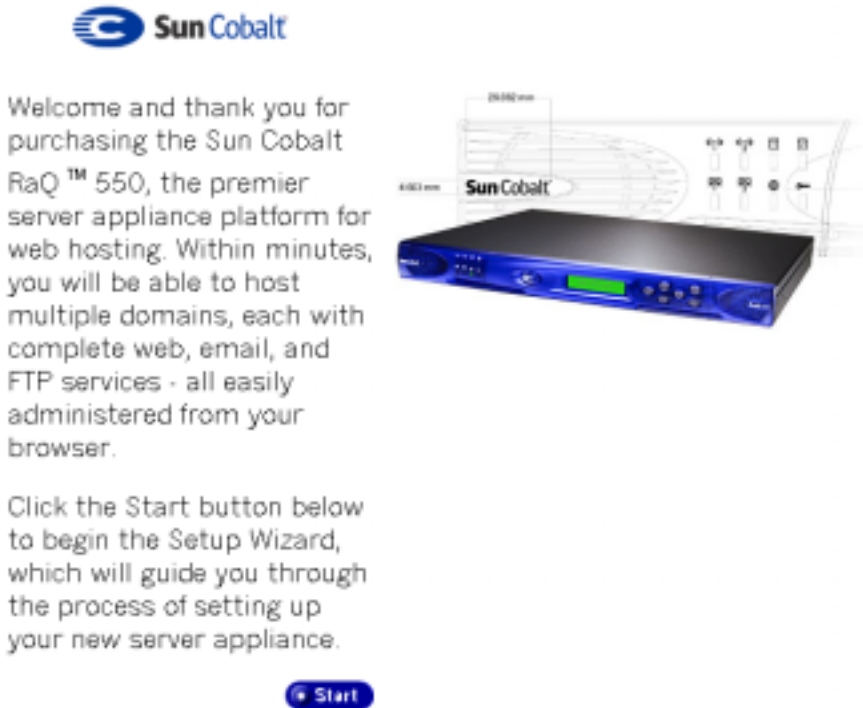 Sun Cobalt
Welcome and thank you for
purchasing the Sun Cobalt
RaQ ™ 550, the premier
server appliance platform for
web hosting. Within minutes,
you will be able to host
multiple domains, each with
complete web, email, and
FTP services - all easily
administered from your
browser.
Click the Start button below
to begin the Setup Wizard,
which will guide you through
the process of setting up
your new server appliance.
Start
Sun Cobalt